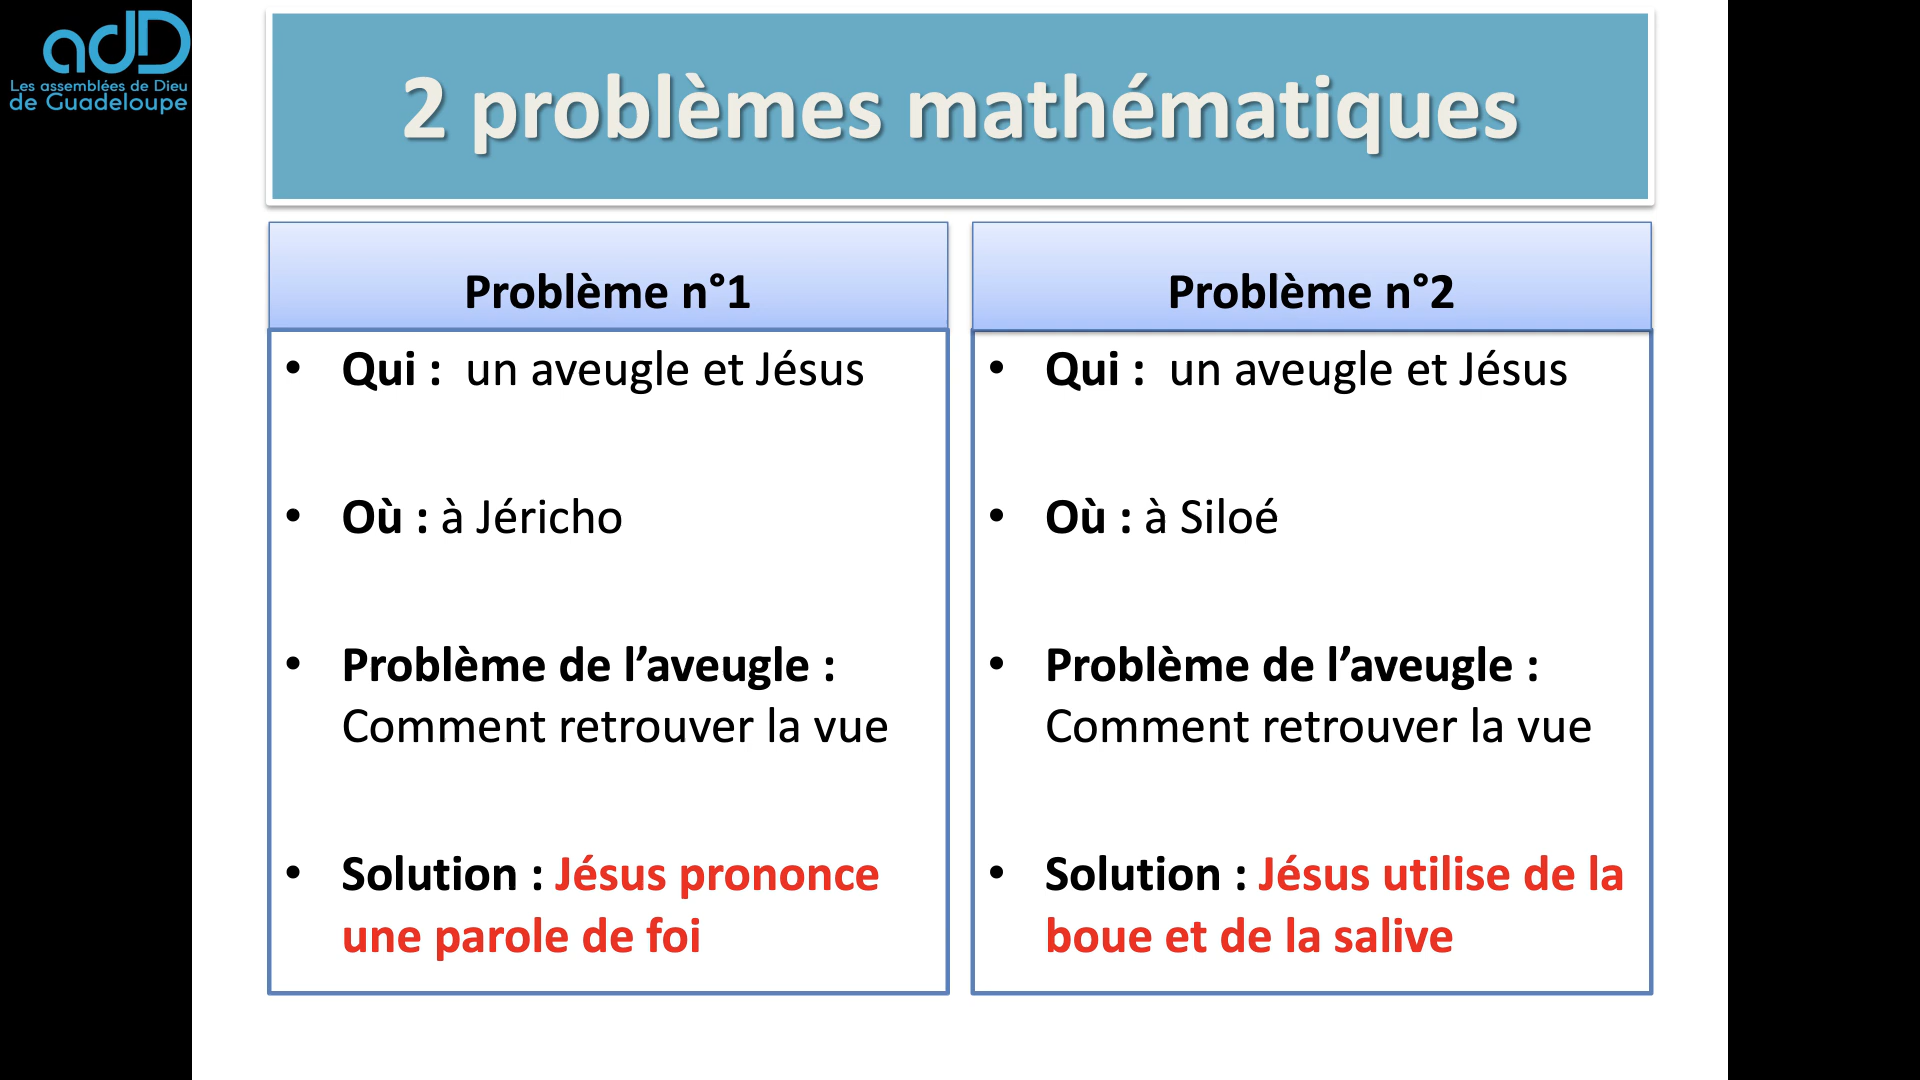 adD
Les assemblées de Dieu
de Guadeloupe
2 problèmes mathématiques
Problème n°1
• Qui : un aveugle et Jésus
• Où : à Jéricho
• Problème de l’aveugle :
Comment retrouver la vue
• Solution : Jésus prononce
une parole de foi
Problème n°2
• Qui : un aveugle et Jésus
• Où : à Siloé
• Problème de l’aveugle :
Comment retrouver la vue
• Solution : Jésus utilise de la
boue et de la salive